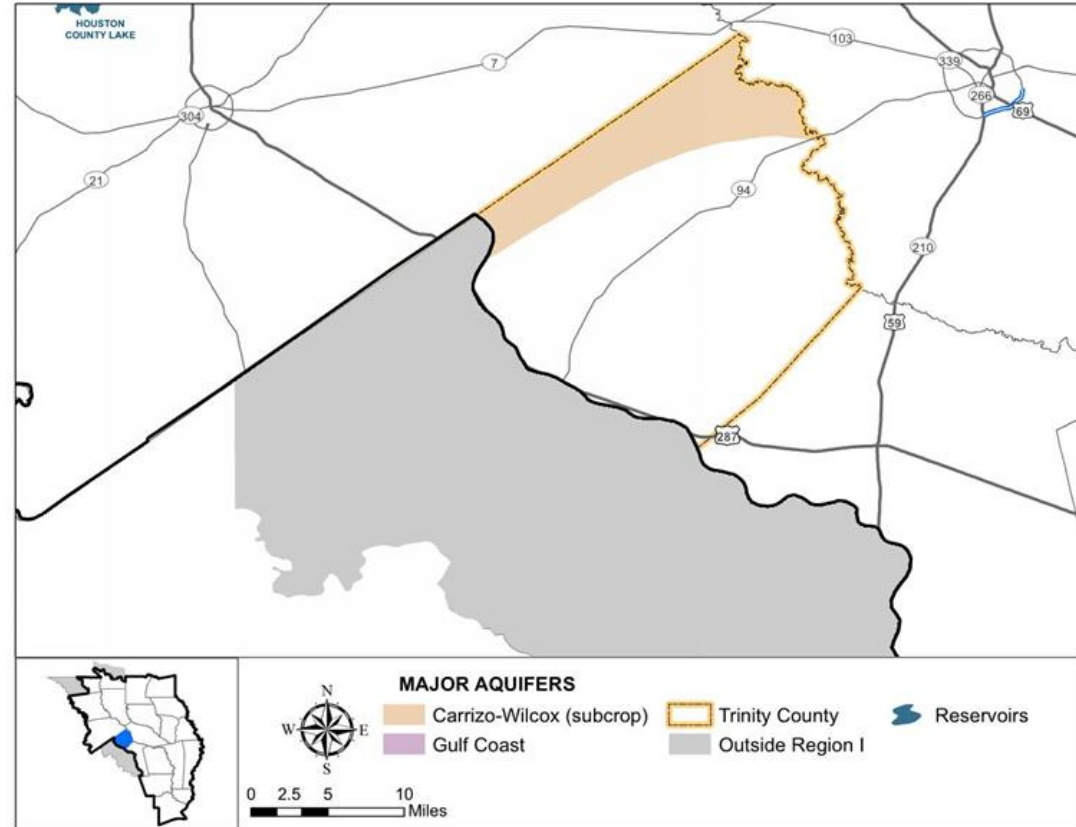 HOUSTON
COUNTY LAKE
7
103
339
304
266
69
21
94
210
59
287
MAJOR AQUIFERS
N
W E
S
Carrizo-Wilcox (subcrop)
Gulf Coast
Trinity County
Outside Region I
Reservoirs
0 2.5 5 10
Miles